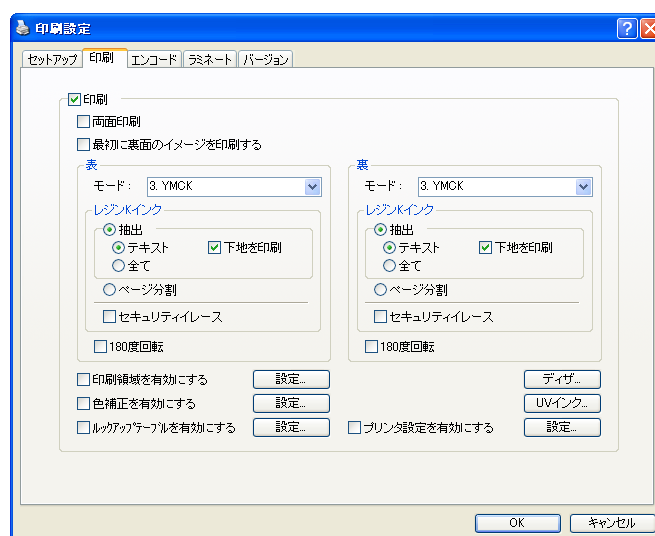 印刷設定
セットアップ 印刷 エンコード ラミネート バージョン
印刷
両面印刷
最初に裏面のイメージを印刷する
表
モード: 3. YMCK
レジンKインク
抽出
テキスト 下地を印刷
全て
ページ分割
セキュリティイレース
180度回転
裏
モード: 3. YMCK
レジンKインク
抽出
テキスト 下地を印刷
全て
ページ分割
セキュリティイレース
180度回転
印刷領域を有効にする 設定... ディザ...
色補正を有効にする 設定... UVインク...
ルックアップテーブルを有効にする 設定... プリンタ設定を有効にする 設定...
OK キャンセル